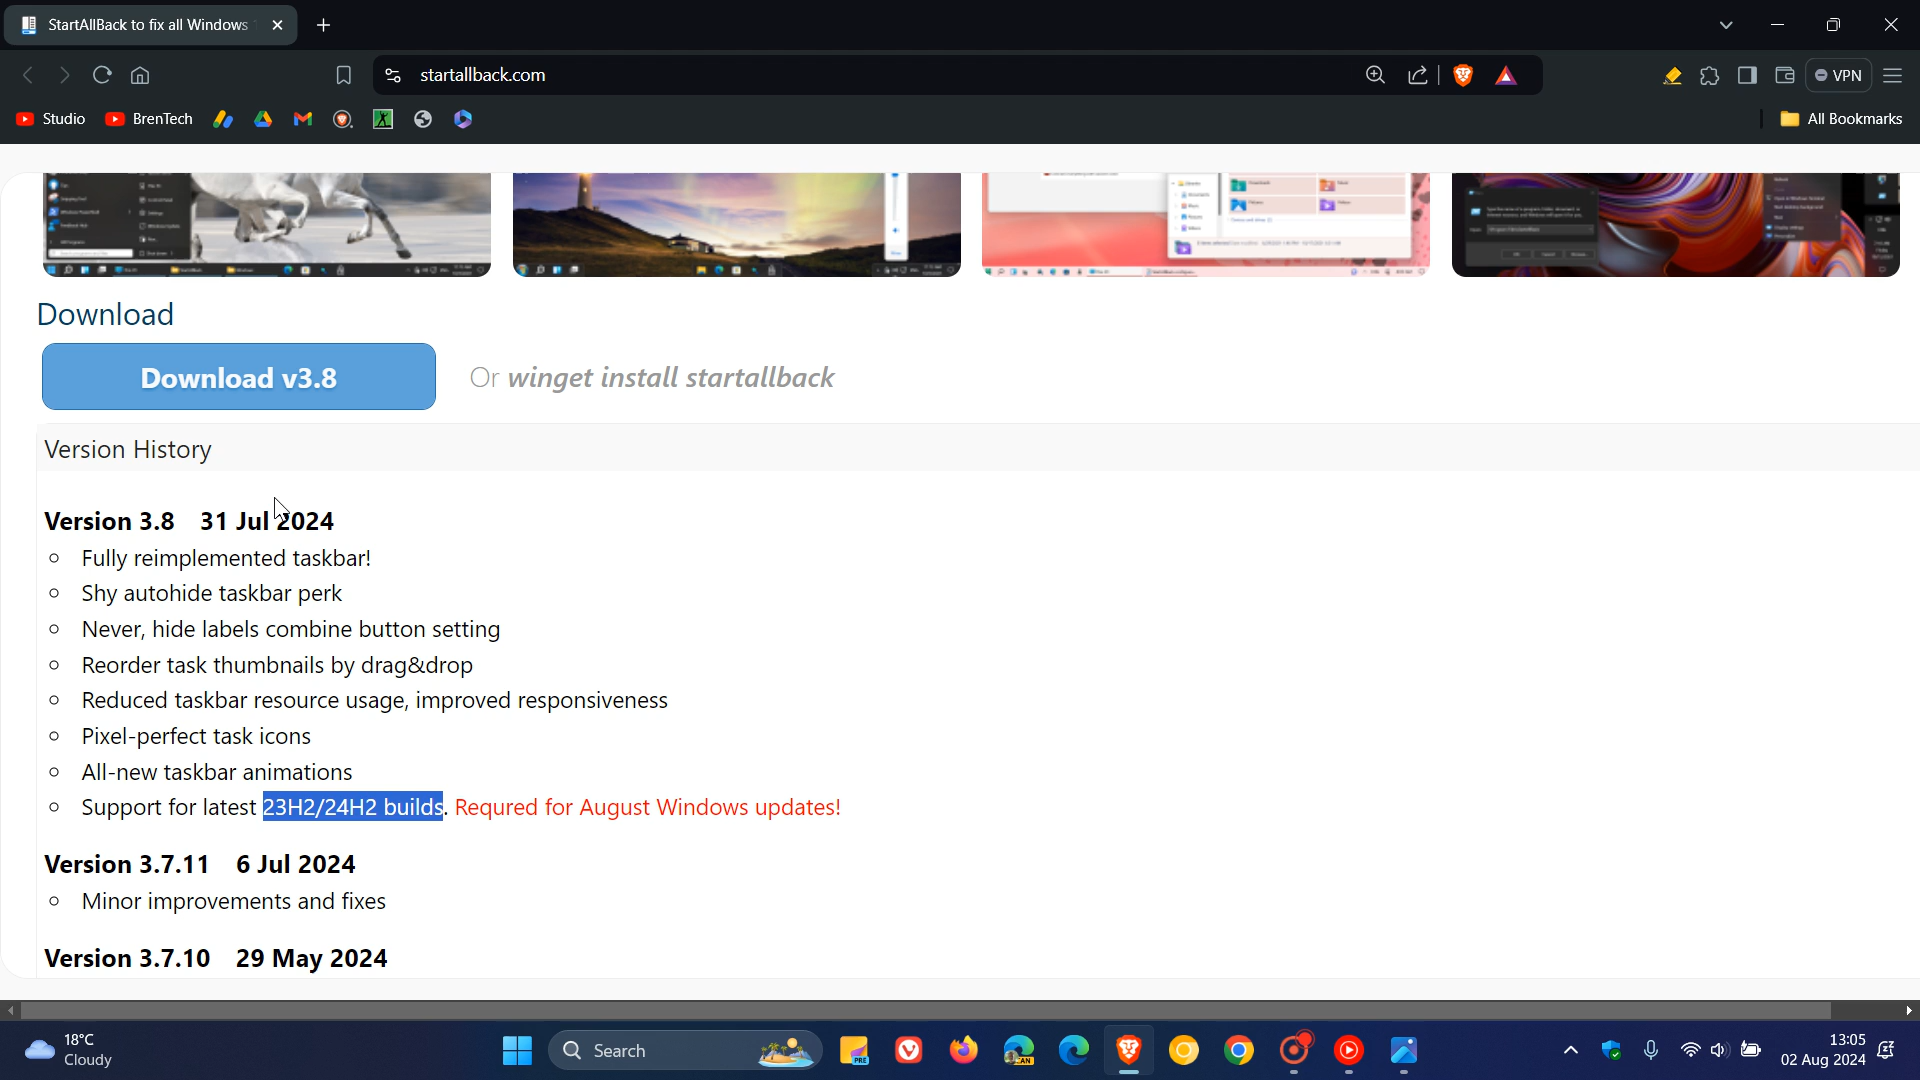 StartAllBack to fix all Windows
startallback.com
VPN
Studio
BrenTech
All Bookmarks
Download
Download v3.8
Or winget install startallback
Version History
Version 3.8 31 Jul 2024
Fully reimplemented taskbar!
Shy autohide taskbar perk
Never, hide labels combine button setting
Reorder task thumbnails by drag&drop
Reduced taskbar resource usage, improved responsiveness
Pixel-perfect task icons
All-new taskbar animations
Support for latest 23H2/24H2 builds. Requred for August Windows updates!
Version 3.7.11 6 Jul 2024
Minor improvements and fixes
Version 3.7.10 29 May 2024
18°C
Cloudy
Search
PRE
CAN
13:05
02 Aug 2024